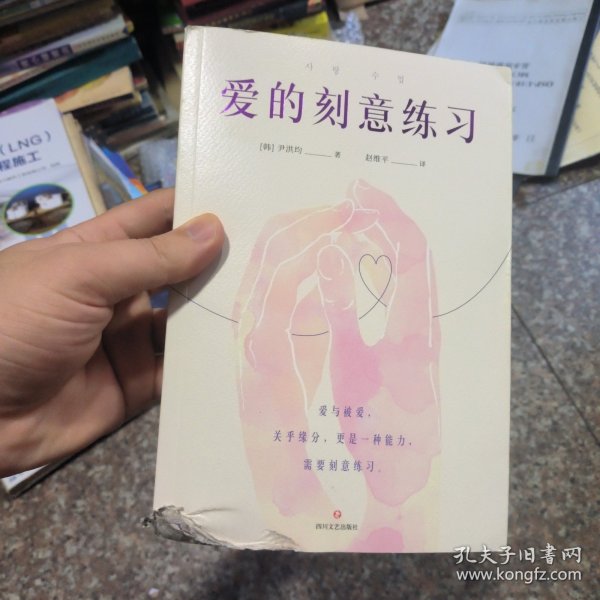 사랑 수업
爱的刻意练习
[韩] 尹洪均 著 赵维平 译
爱与被爱，
关乎缘分，更是一种能力，
需要刻意练习。
四川文艺出版社
（LNG）
程施工
孔夫子旧书网
www.kongfz.com